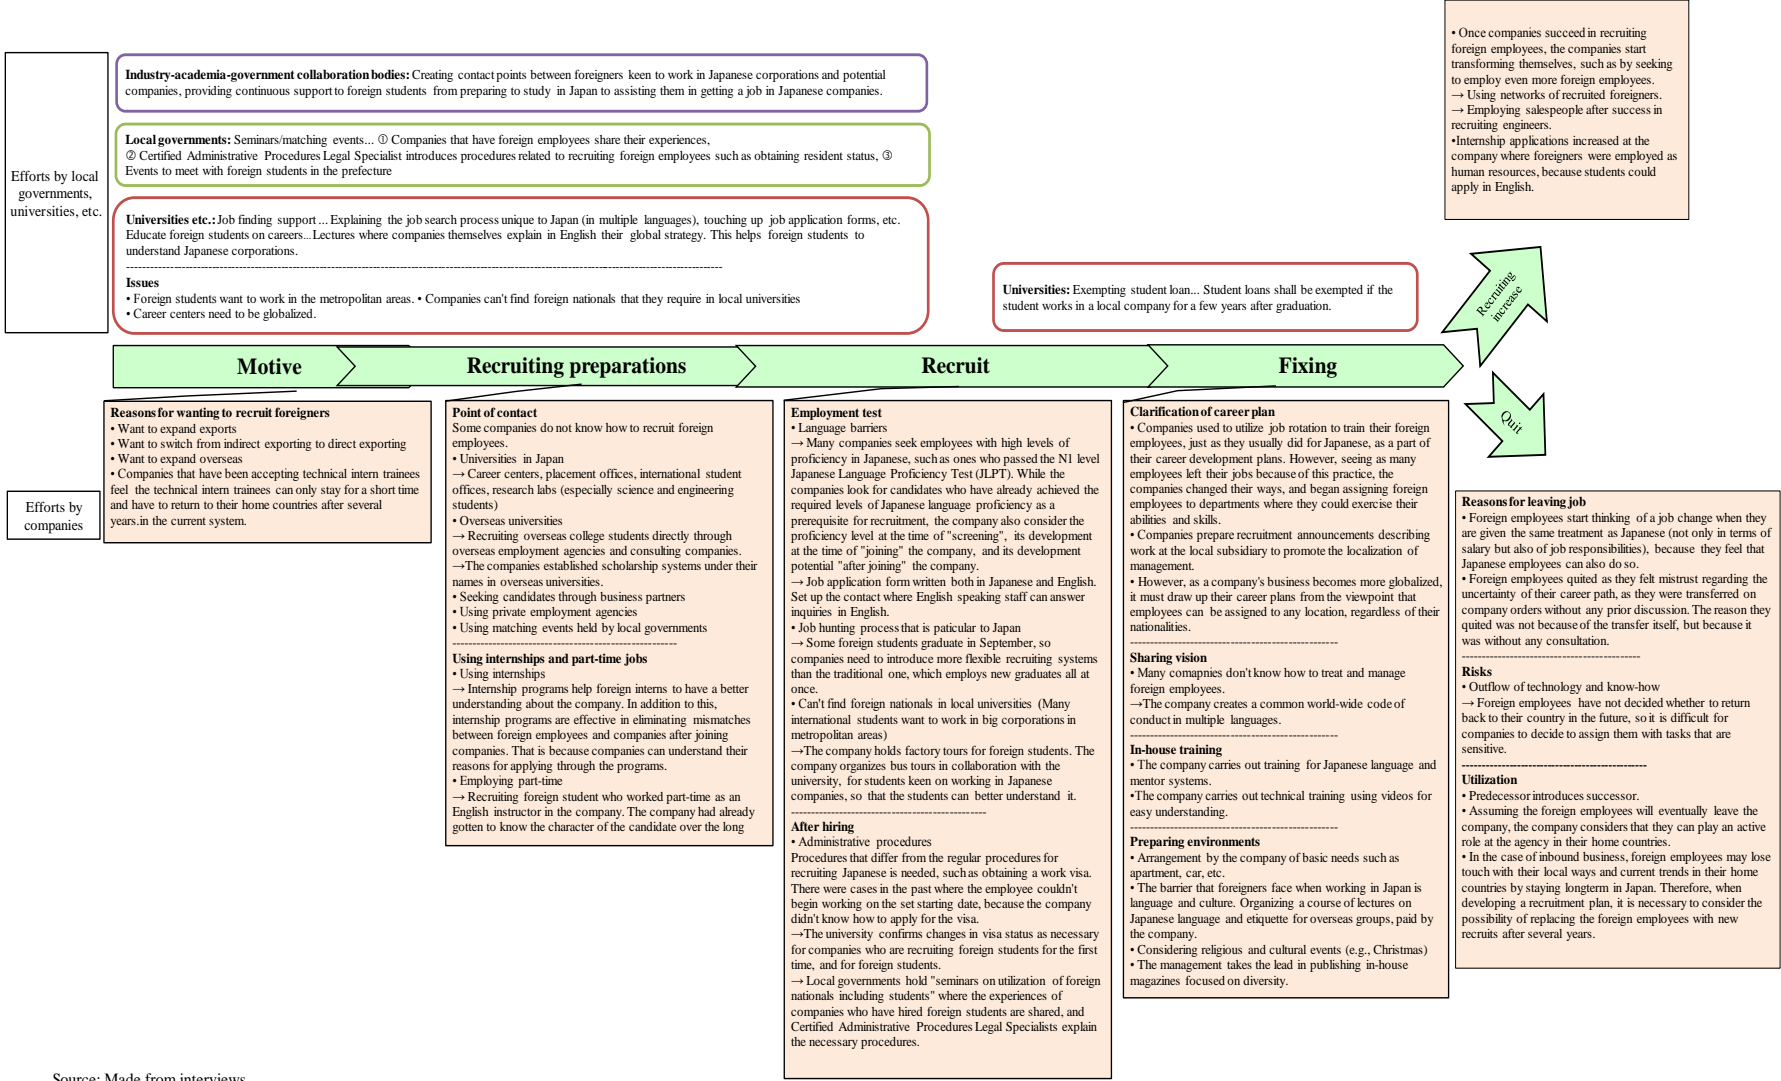 Efforts by local
governments,
universities, etc.
Industry-academia-government collaboration bodies: Creating contact points between foreigners keen to work in Japanese corporations and potential
companies, providing continuous support to foreign students from preparing to study in Japan to assisting them in getting a job in Japanese companies.
Local governments: Seminars/matching events... ① Companies that have foreign employees share their experiences,
② Certified Administrative Procedures Legal Specialist introduces procedures related to recruiting foreign employees such as obtaining resident status, ③
Events to meet with foreign students in the prefecture
Universities etc.: Job finding support ... Explaining the job search process unique to Japan (in multiple languages), touching up job application forms, etc.
Educate foreign students on careers... Lectures where companies themselves explain in English their global strategy. This helps foreign students to
understand Japanese corporations.
Issues
• Foreign students want to work in the metropolitan areas. • Companies can't find foreign nationals that they require in local universities
• Career centers need to be globalized.
Universities: Exempting student loan... Student loans shall be exempted if the
student works in a local company for a few years after graduation.
• Once companies succeed in recruiting
foreign employees, the companies start
transforming themselves, such as by seeking
to employ even more foreign employees.
→ Using networks of recruited foreigners.
→ Employing salespeople after success in
recruiting engineers.
•Internship applications increased at the
company where foreigners were employed as
human resources, because students could
apply in English.
Recruiting
increase
Motive
Recruiting preparations
Recruit
Fixing
Quit
Efforts by
companies
Reasons for wanting to recruit foreigners
• Want to expand exports
• Want to switch from indirect exporting to direct exporting
• Want to expand overseas
• Companies that have been accepting technical intern trainees
feel the technical intern trainees can only stay for a short time
and have to return to their home countries after several
years.in the current system.
Point of contact
Some companies do not know how to recruit foreign
employees.
• Universities in Japan
→ Career centers, placement offices, international student
offices, research labs (especially science and engineering
students)
• Overseas universities
→ Recruiting overseas college students directly through
overseas employment agencies and consulting companies.
→The companies established scholarship systems under their
names in overseas universities.
• Seeking candidates through business partners
• Using private employment agencies
• Using matching events held by local governments
Using internships and part-time jobs
• Using internships
→ Internship programs help foreign interns to have a better
understanding about the company. In addition to this,
internship programs are effective in eliminating mismatches
between foreign employees and companies after joining
companies. That is because companies can understand their
reasons for applying through the programs.
• Employing part-time
→ Recruiting foreign student who worked part-time as an
English instructor in the company. The company had already
gotten to know the character of the candidate over the long
Employment test
• Language barriers
→ Many companies seek employees with high levels of
proficiency in Japanese, such as ones who passed the N1 level
Japanese Language Proficiency Test (JLPT). While the
companies look for candidates who have already achieved the
required levels of Japanese language proficiency as a
prerequisite for recruitment, the company also consider the
proficiency level at the time of "screening", its development
at the time of "joining" the company, and its development
potential "after joining" the company.
→ Job application form written both in Japanese and English.
Set up the contact where English speaking staff can answer
inquiries in English.
• Job hunting process that is paticular to Japan
→ Some foreign students graduate in September, so
companies need to introduce more flexible recruiting systems
than the traditional one, which employs new graduates all at
once.
• Can't find foreign nationals in local universities (Many
international students want to work in big corporations in
metropolitan areas)
→The company holds factory tours for foreign students. The
company organizes bus tours in collaboration with the
university, for students keen on working in Japanese
companies, so that the students can better understand it.
After hiring
• Administrative procedures
Procedures that differ from the regular procedures for
recruiting Japanese is needed, such as obtaining a work visa.
There were cases in the past where the employee couldn't
begin working on the set starting date, because the company
didn't know how to apply for the visa.
→The university confirms changes in visa status as necessary
for companies who are recruiting foreign students for the first
time, and for foreign students.
→ Local governments hold "seminars on utilization of foreign
nationals including students" where the experiences of
companies who have hired foreign students are shared, and
Certified Administrative Procedures Legal Specialists explain
the necessary procedures.
Clarification of career plan
• Companies used to utilize job rotation to train their foreign
employees, just as they usually did for Japanese, as a part of
their career development plans. However, seeing as many
employees left their jobs because of this practice, the
companies changed their ways, and began assigning foreign
employees to departments where they could exercise their
abilities and skills.
• Companies prepare recruitment announcements describing
work at the local subsidiary to promote the localization of
management.
• However, as a company's business becomes more globalized,
it must draw up their career plans from the viewpoint that
employees can be assigned to any location, regardless of their
nationalities.
Sharing vision
• Many comapnies don't know how to treat and manage
foreign employees.
→The company creates a common world-wide code of
conduct in multiple languages.
In-house training
• The company carries out training for Japanese language and
mentor systems.
•The company carries out technical training using videos for
easy understanding.
Preparing environments
• Arrangement by the company of basic needs such as
apartment, car, etc.
• The barrier that foreigners face when working in Japan is
language and culture. Organizing a course of lectures on
Japanese language and etiquette for overseas groups, paid by
the company.
• Considering religious and cultural events (e.g., Christmas)
• The management takes the lead in publishing in-house
magazines focused on diversity.
Reasons for leaving job
• Foreign employees start thinking of a job change when they
are given the same treatment as Japanese (not only in terms of
salary but also of job responsibilities), because they feel that
Japanese employees can also do so.
• Foreign employees quited as they felt mistrust regarding the
uncertainty of their career path, as they were transferred on
company orders without any prior discussion. The reason they
quited was not because of the transfer itself, but because it
was without any consultation.
Risks
• Outflow of technology and know-how
→ Foreign employees have not decided whether to return
back to their country in the future, so it is difficult for
companies to decide to assign them with tasks that are
sensitive.
Utilization
• Predecessor introduces successor.
• Assuming the foreign employees will eventually leave the
company, the company considers that they can play an active
role at the agency in their home countries.
• In the case of inbound business, foreign employees may lose
touch with their local ways and current trends in their home
countries by staying longterm in Japan. Therefore, when
developing a recruitment plan, it is necessary to consider the
possibility of replacing the foreign employees with new
recruits after several years.
Source: Made from interviews